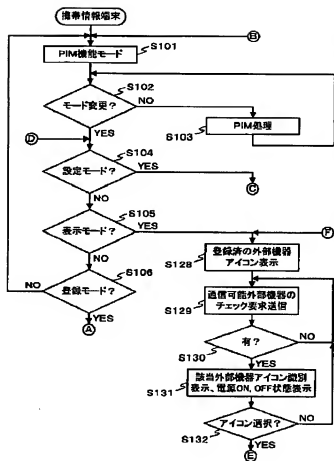 携帯情報端末
B
PIM機能モード
S101
S102
モード変更?
NO
PIM処理
S103
YES
D
S104
設定モード?
YES
C
NO
S105
表示モード?
YES
F
NO
登録済の外部機器
アイコン表示
S128
S106
登録モード?
NO
YES
A
通信可能外部機器の
チェック要求送信
S129
有?
NO
S130
YES
該当外部機器アイコン識別
表示、電源ON、OFF状態表示
S131
アイコン選択?
NO
S132
YES
E